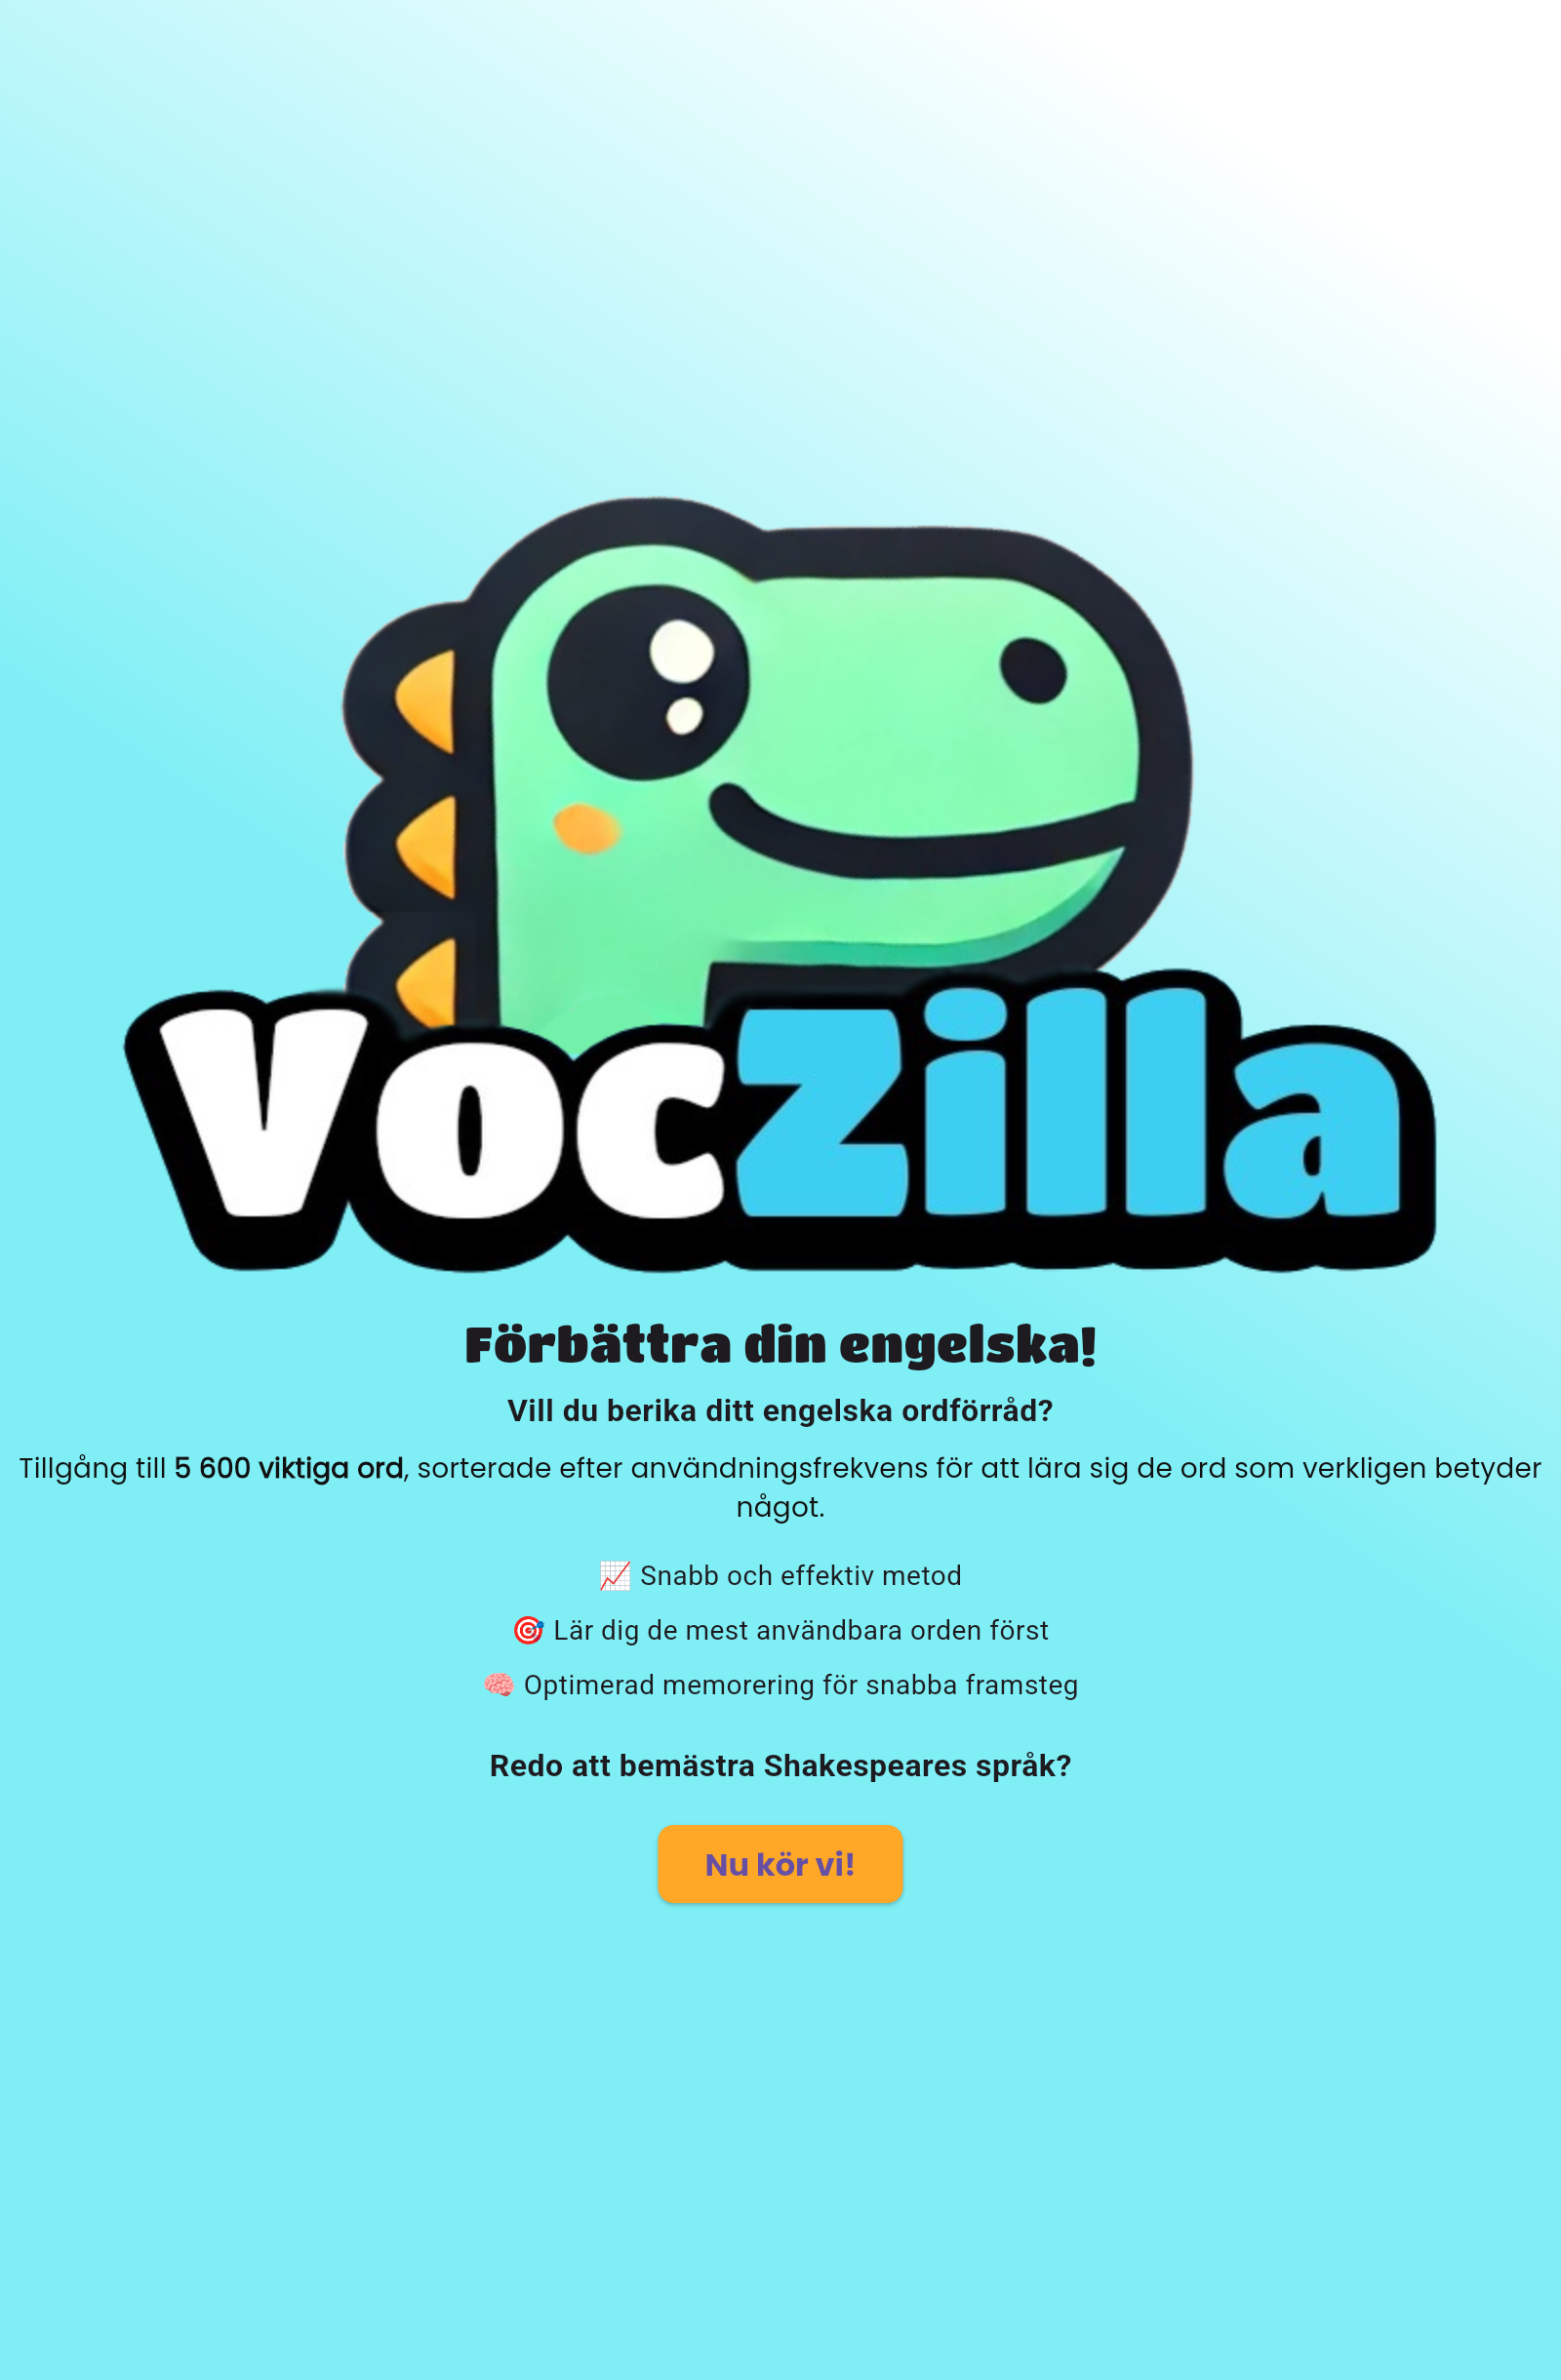 VocZilla
Förbättra din engelska!
Vill du berika ditt engelska ordförråd?
Tillgång till 5 600 viktiga ord, sorterade efter användningsfrekvens för att lära sig de ord som verkligen betyder
något.
📈 Snabb och effektiv metod
🎯 Lär dig de mest användbara orden först
🧠 Optimerad memorering för snabba framsteg
Redo att bemästra Shakespeares språk?
Nu kör vi!